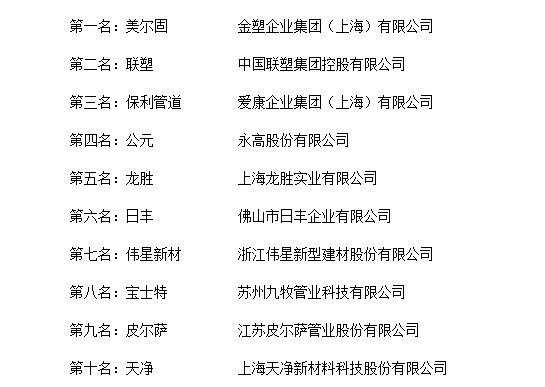 第一名：美尔固 金塑企业集团（上海）有限公司
第二名：联塑 中国联塑集团控股有限公司
第三名：保利管道 爱康企业集团（上海）有限公司
第四名：公元 永高股份有限公司
第五名：龙胜 上海龙胜实业有限公司
第六名：日丰 佛山市日丰企业有限公司
第七名：伟星新材 浙江伟星新型建材股份有限公司
第八名：宝士特 苏州九牧管业科技有限公司
第九名：皮尔萨 江苏皮尔萨管业股份有限公司
第十名：天净 上海天净新材料科技股份有限公司